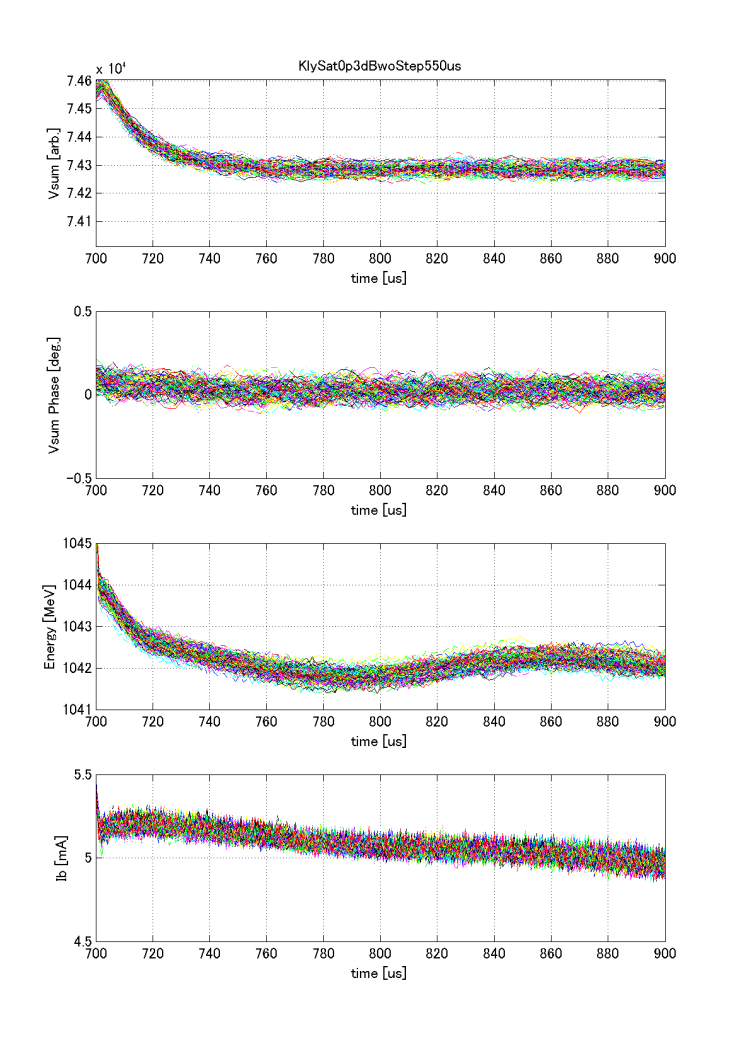 KlySat0p3dBwoStep550us
x 10⁴
7.46
7.45
7.44
7.43
7.42
7.41
Vsum [arb.]
700 720 740 760 780 800 820 840 860 880 900
time [us]
0.5
0
−0.5
Vsum Phase [deg.]
700 720 740 760 780 800 820 840 860 880 900
time [us]
1045
1044
1043
1042
1041
Energy [MeV]
700 720 740 760 780 800 820 840 860 880 900
time [us]
5.5
5
4.5
Ib [mA]
700 720 740 760 780 800 820 840 860 880 900
time [us]